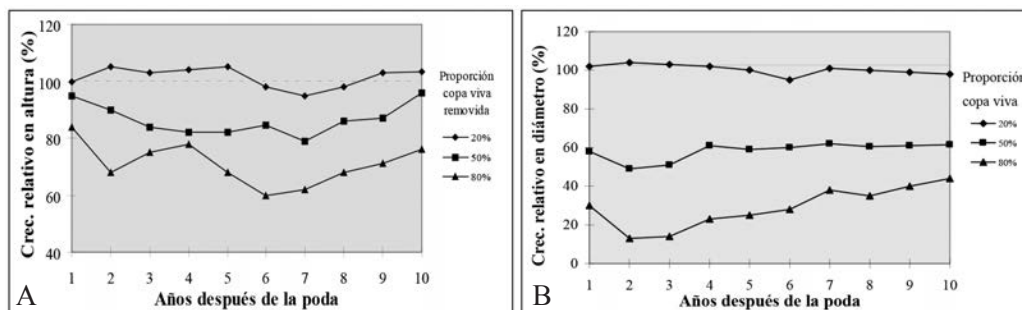 Crec. relativo en altura (%)
120
100
80
60
40
1 2 3 4 5 6 7 8 9 10
Años después de la poda
Proporción
copa viva
removida
20%
50%
80%
A
Crec. relativo en diámetro (%)
120
100
80
60
40
20
0
1 2 3 4 5 6 7 8 9 10
Años después de la poda
Proporción
copa viva
20%
50%
80%
B